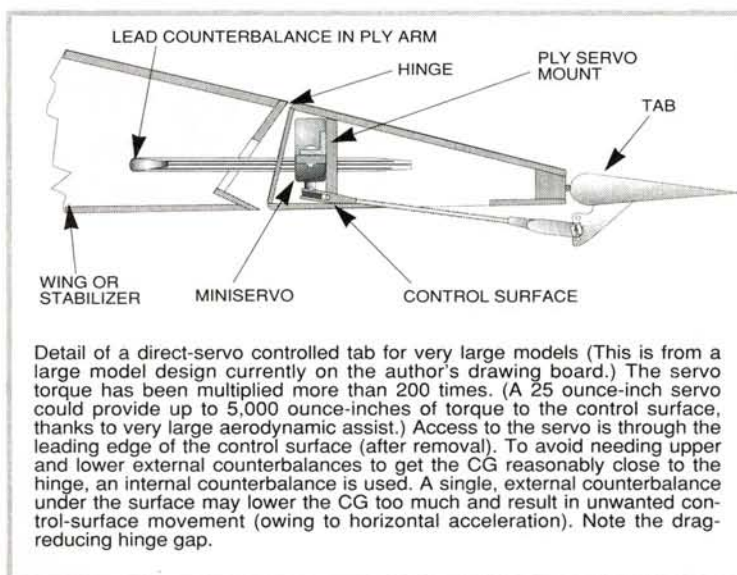 LEAD COUNTERBALANCE IN PLY ARM
HINGE
PLY SERVO
MOUNT
TAB
WING OR
STABILIZER
MINISERVO
CONTROL SURFACE
Detail of a direct-servo controlled tab for very large models (This is from a
large model design currently on the author's drawing board.) The servo
torque has been multiplied more than 200 times. (A 25 ounce-inch servo
could provide up to 5,000 ounce-inches of torque to the control surface,
thanks to very large aerodynamic assist.) Access to the servo is through the
leading edge of the control surface (after removal). To avoid needing upper
and lower external counterbalances to get the CG reasonably close to the
hinge, an internal counterbalance is used. A single, external counterbalance
under the surface may lower the CG too much and result in unwanted con-
trol-surface movement (owing to horizontal acceleration). Note the drag-
reducing hinge gap.